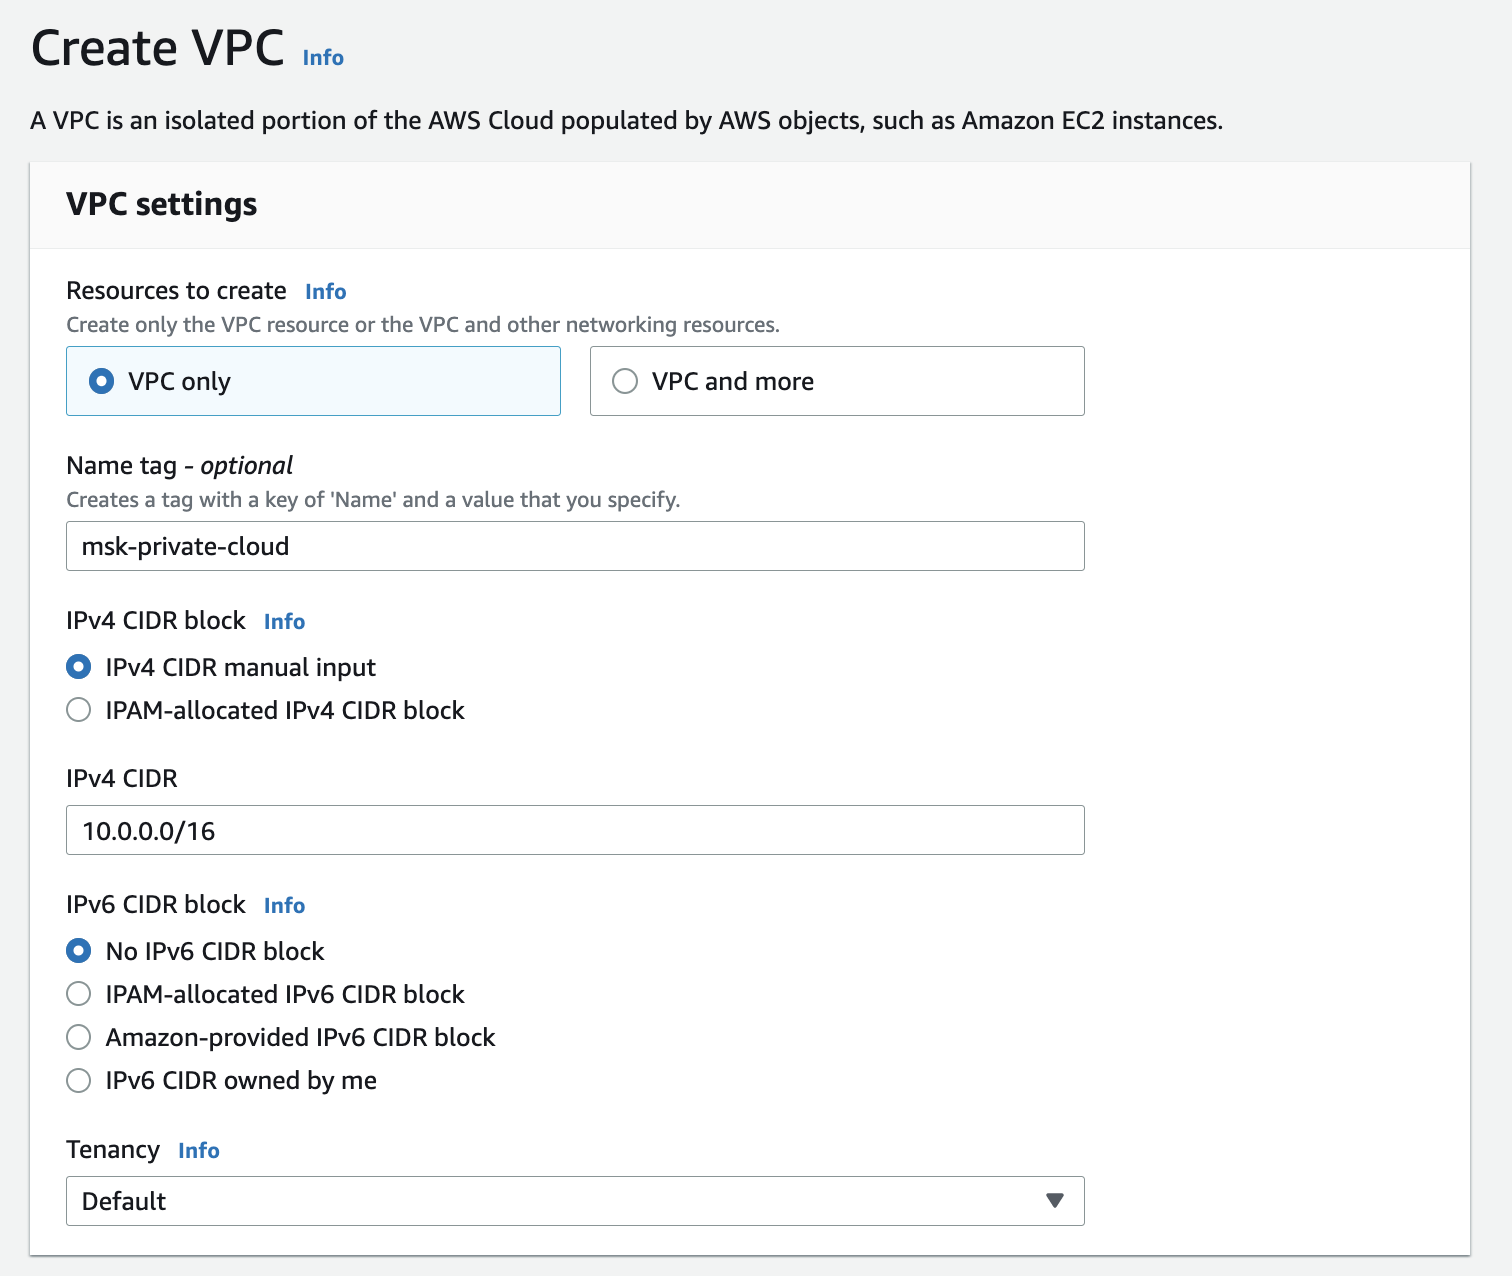 Create VPC Info
A VPC is an isolated portion of the AWS Cloud populated by AWS objects, such as Amazon EC2 instances.
VPC settings
Resources to create Info
Create only the VPC resource or the VPC and other networking resources.
VPC only
VPC and more
Name tag - optional
Creates a tag with a key of 'Name' and a value that you specify.
msk-private-cloud
IPv4 CIDR block Info
IPv4 CIDR manual input
IPAM-allocated IPv4 CIDR block
IPv4 CIDR
10.0.0.0/16
IPv6 CIDR block Info
No IPv6 CIDR block
IPAM-allocated IPv6 CIDR block
Amazon-provided IPv6 CIDR block
IPv6 CIDR owned by me
Tenancy Info
Default